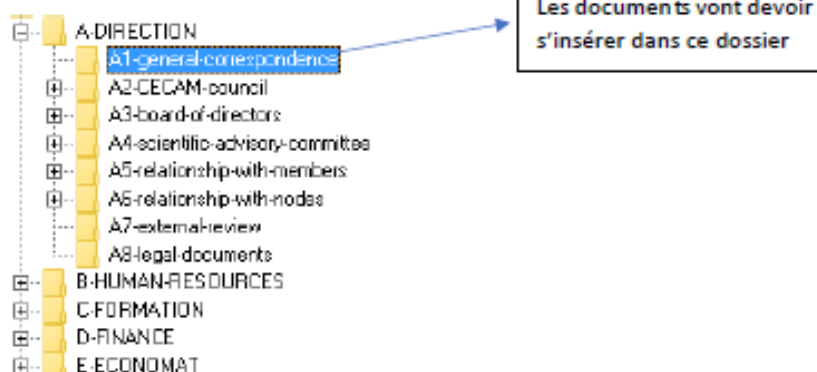 Les documents vont devoir
s'insérer dans ce dossier
A-DIRECTION
A1-general-correspondence
A2-CECAM-council
A3-board-of-directors
A4-scientific-advisory-committee
A5-relationship-with-members
A6-relationship-with-nodes
A7-external-review
A8-legal-documents
B-HUMAN-RESOURCES
C-FORMATION
D-FINANCE
E-ECONOMAT